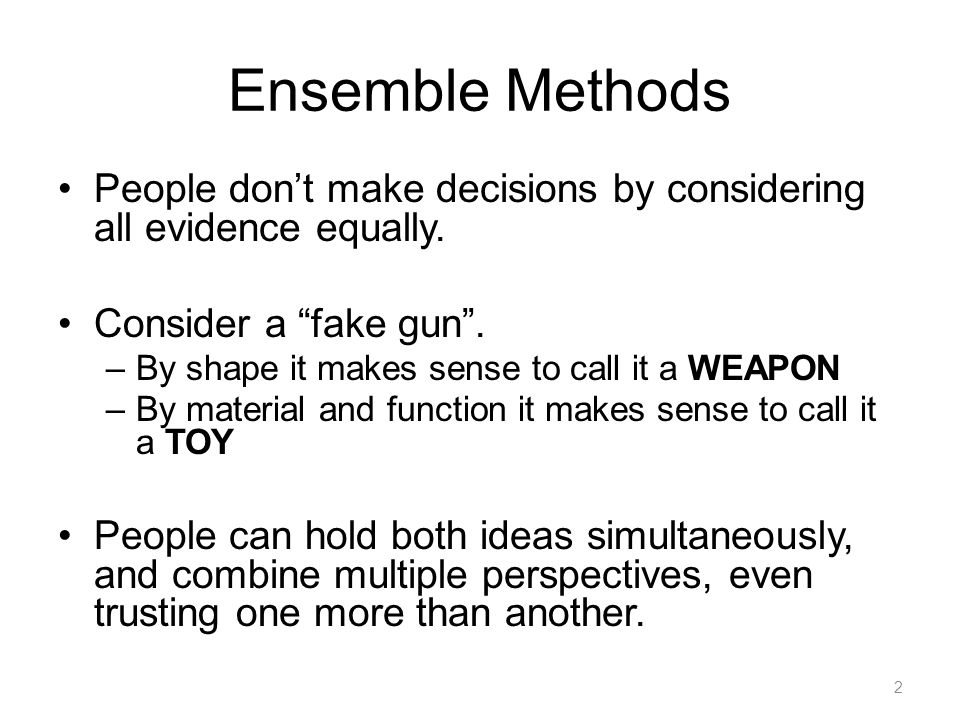 Ensemble Methods
• People don’t make decisions by considering
all evidence equally.
• Consider a “fake gun”.
– By shape it makes sense to call it a WEAPON
– By material and function it makes sense to call it
a TOY
• People can hold both ideas simultaneously,
and combine multiple perspectives, even
trusting one more than another.
2